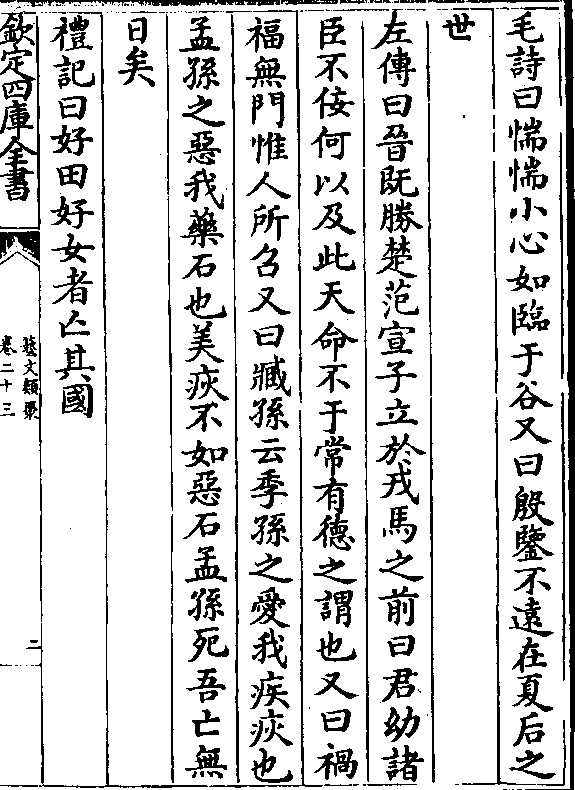 毛詩曰惴惴小心如臨于谷又曰殷鑒不遠在夏后之
世
左傳曰晉既勝楚范宣子立於戎馬之前曰君幼諸
臣不佞何以及此天命不于常有德之謂也又曰禍
福無門惟人所召又曰臧孫云季孫之愛我疾疢也
孟孫之惡我藥石也美疢不如惡石孟孫死吾亡無
日矣
禮記曰好田好女者亡其國
欽定四庫全書
藝文類聚
卷二十三
二